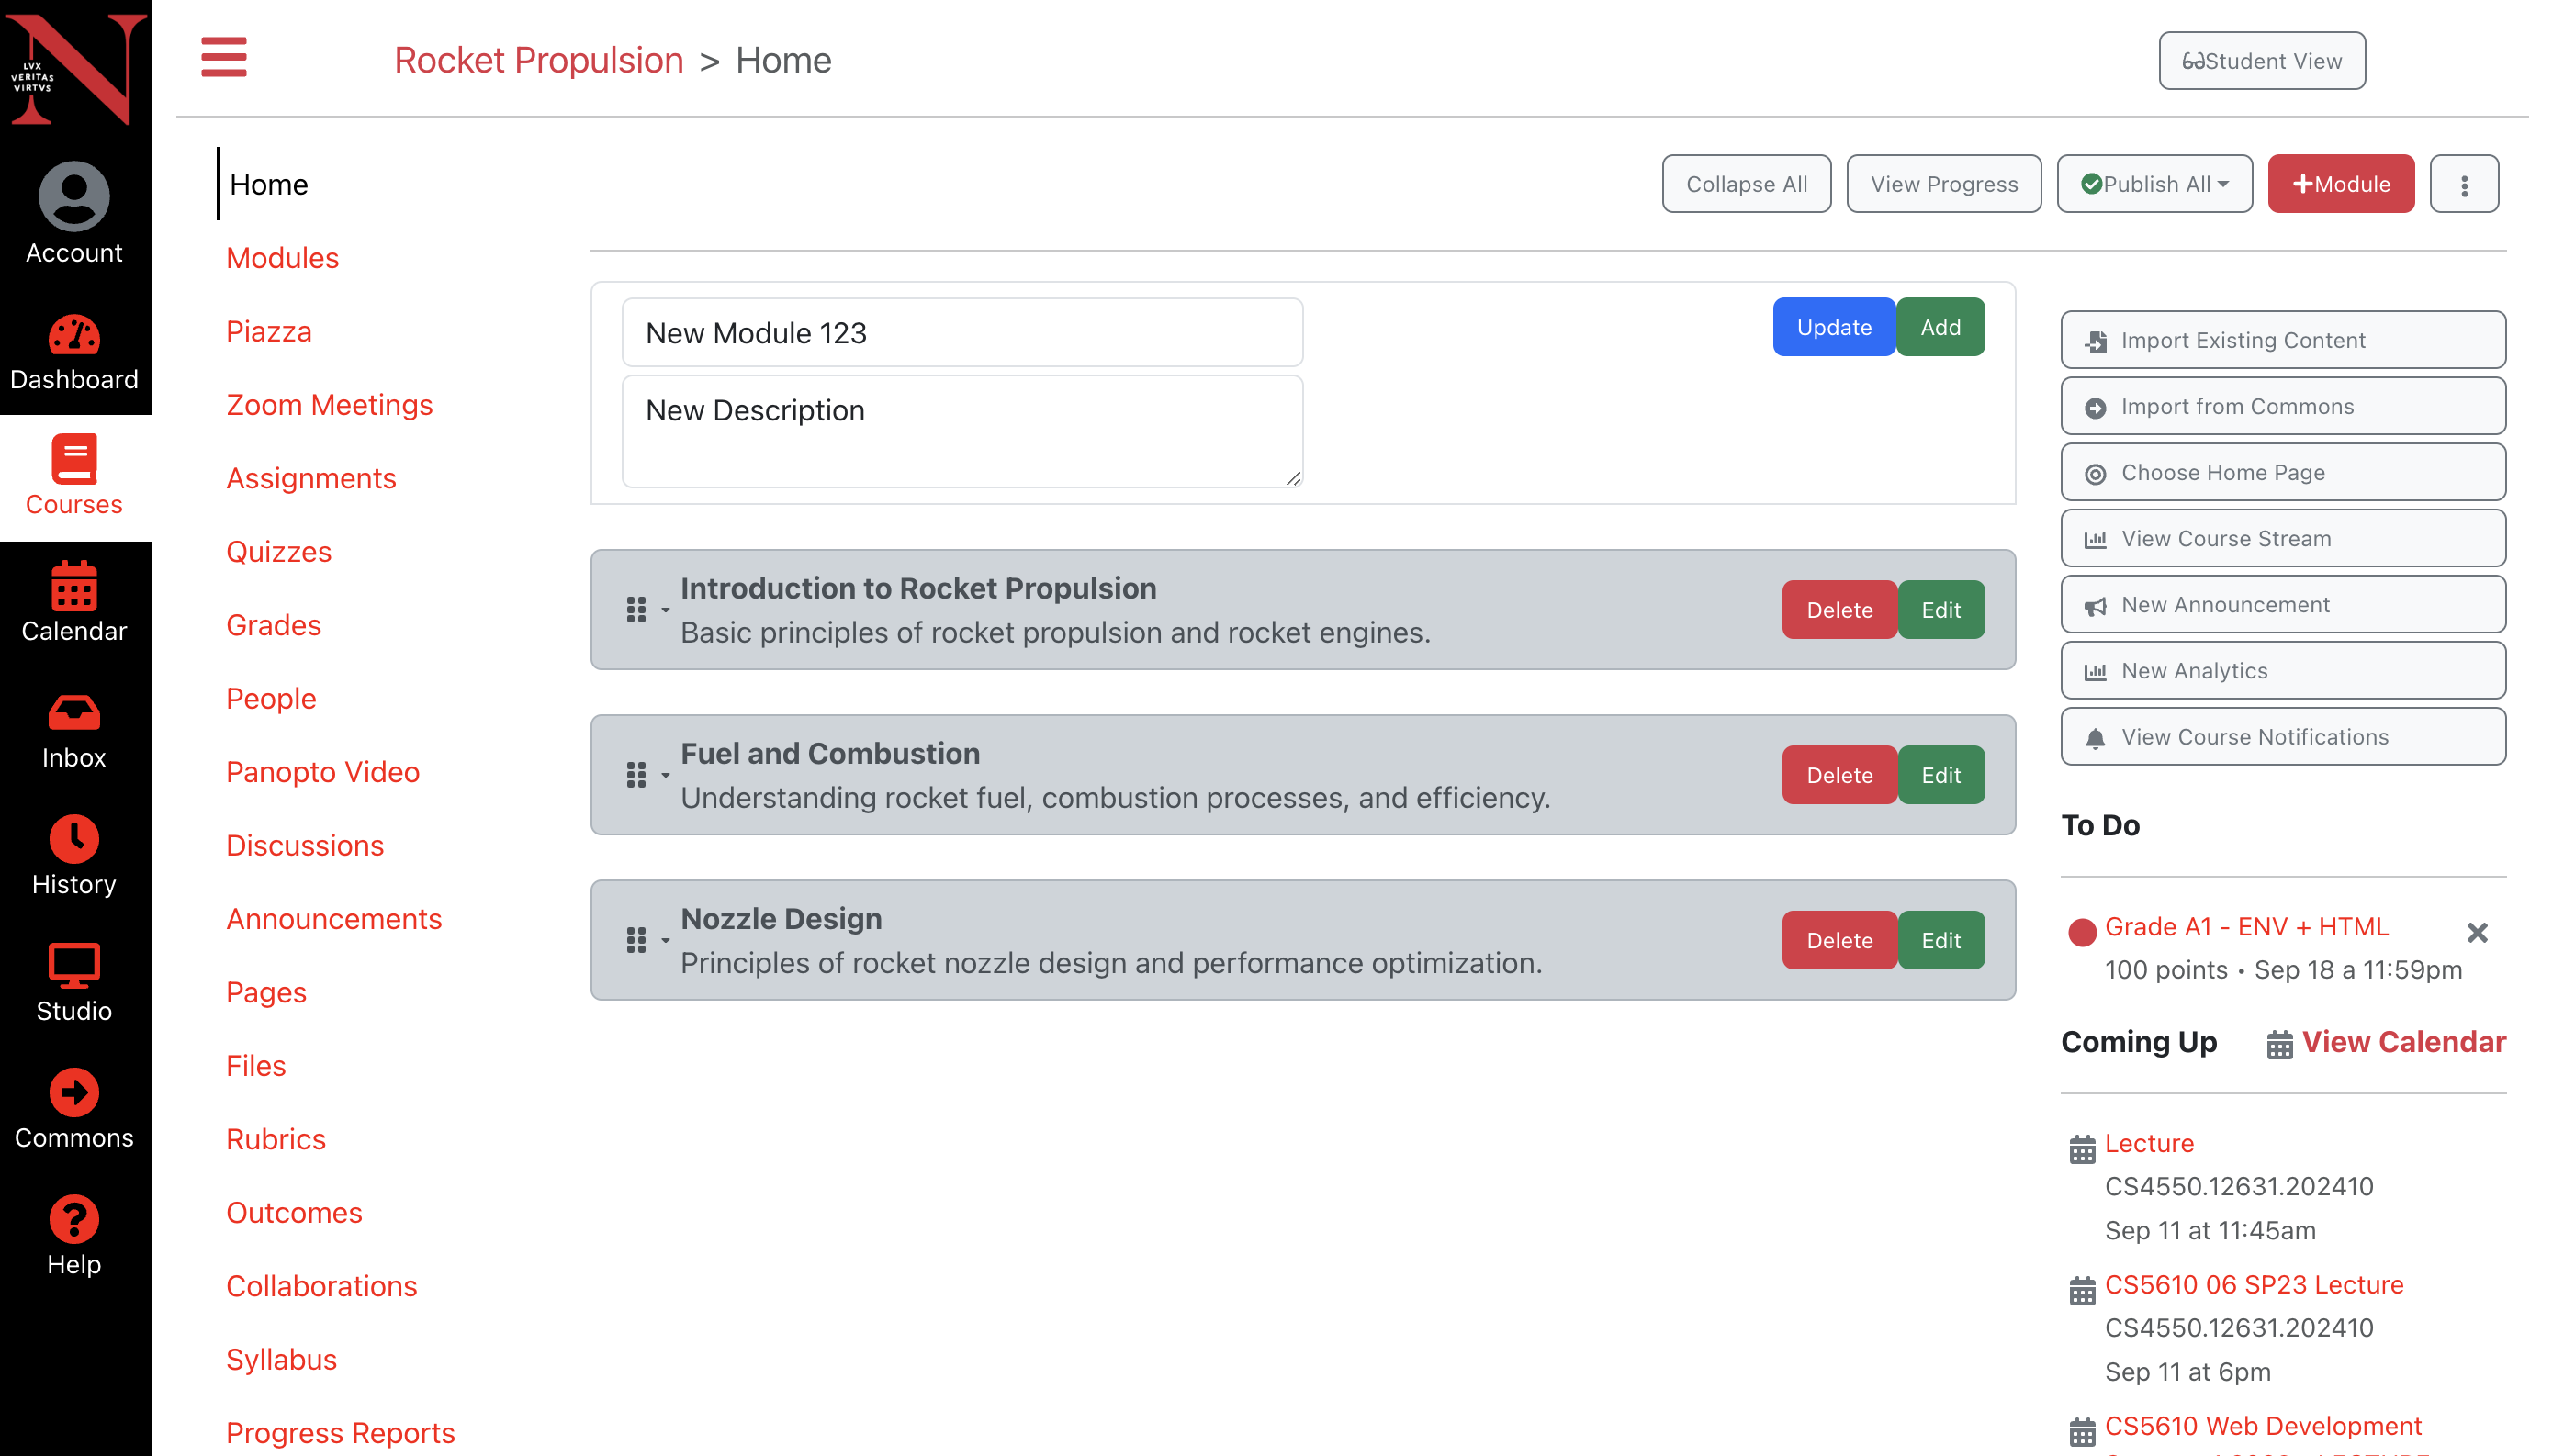 LVX
VERITAS
VIRTVS
Account
Dashboard
Courses
Calendar
Inbox
History
Studio
Commons
Help
Rocket Propulsion > Home
Student View
Home
Modules
Piazza
Zoom Meetings
Assignments
Quizzes
Grades
People
Panopto Video
Discussions
Announcements
Pages
Files
Rubrics
Outcomes
Collaborations
Syllabus
Progress Reports
Collapse All
View Progress
Publish All
Module
New Module 123
Update
Add
New Description
Introduction to Rocket Propulsion
Basic principles of rocket propulsion and rocket engines.
Delete
Edit
Fuel and Combustion
Understanding rocket fuel, combustion processes, and efficiency.
Delete
Edit
Nozzle Design
Principles of rocket nozzle design and performance optimization.
Delete
Edit
Import Existing Content
Import from Commons
Choose Home Page
View Course Stream
New Announcement
New Analytics
View Course Notifications
To Do
Grade A1 - ENV + HTML
100 points • Sep 18 a 11:59pm
Coming Up
View Calendar
Lecture
CS4550.12631.202410
Sep 11 at 11:45am
CS5610 06 SP23 Lecture
CS4550.12631.202410
Sep 11 at 6pm
CS5610 Web Development